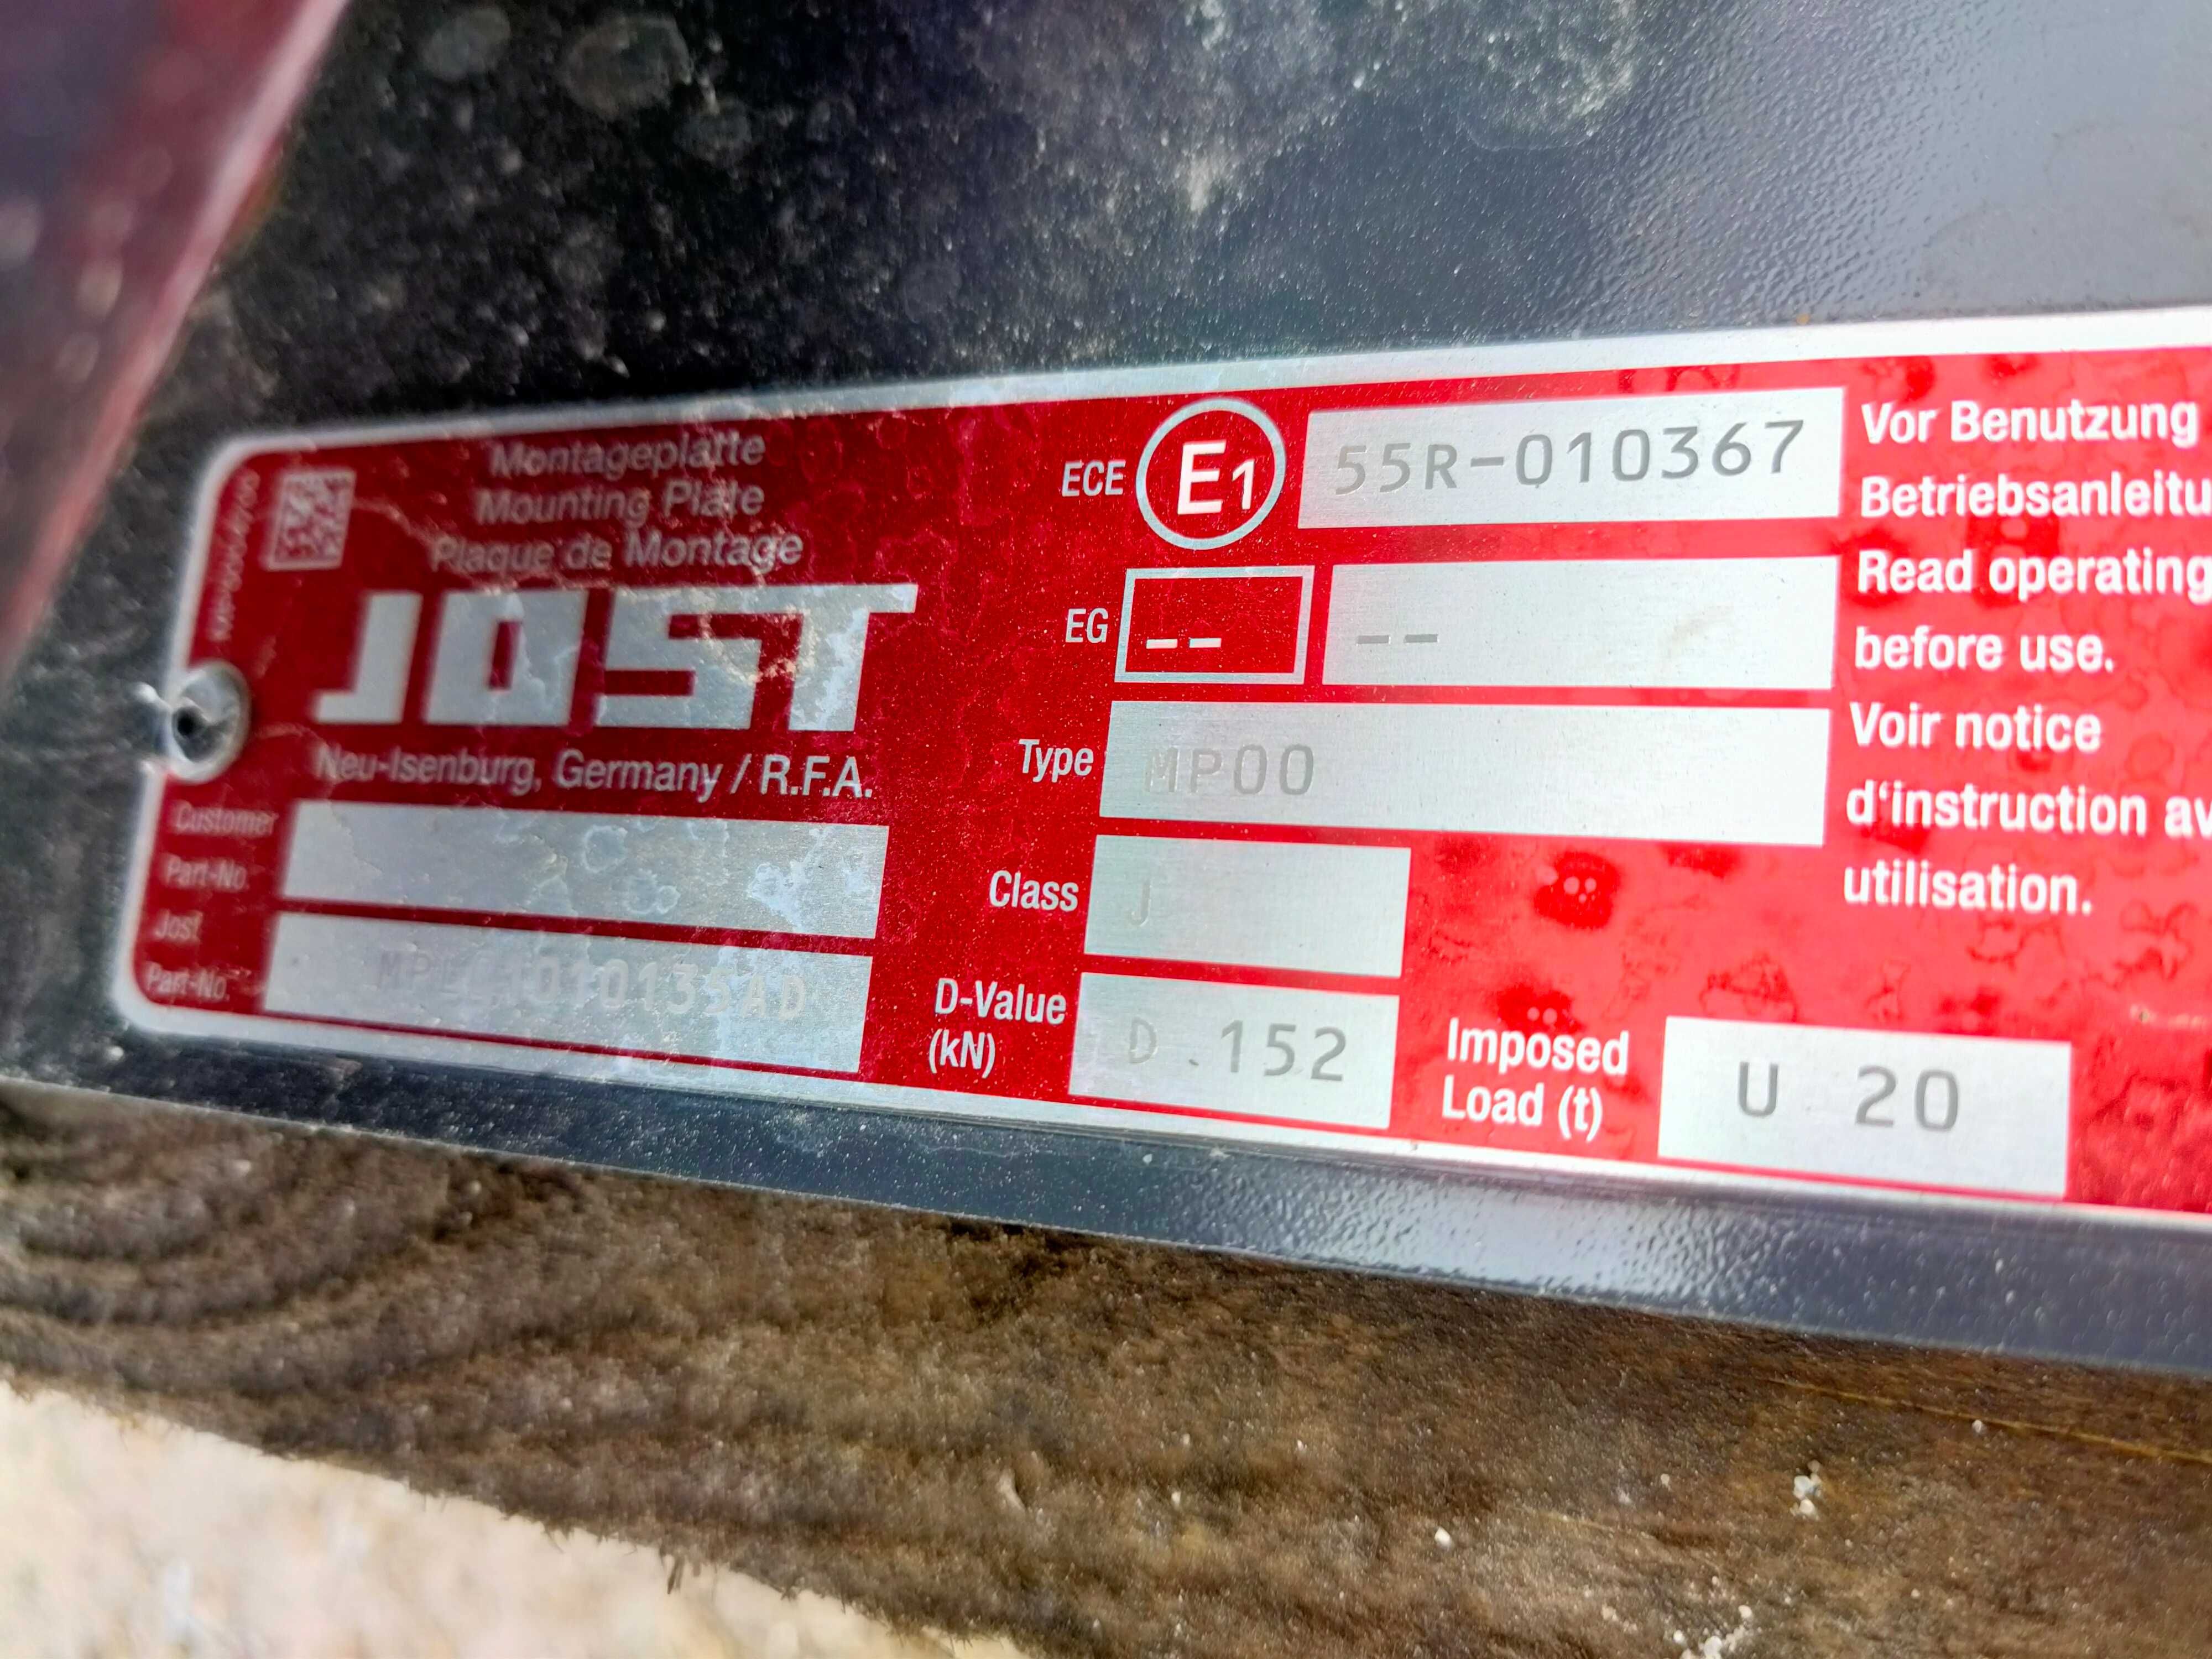 Montageplatte
Mounting Plate
Plaque de Montage
JOST
Neu-Isenburg, Germany / R.F.A.
Customer
Part-No.
Jost
Part-No.
ECE E1 55R-010367
EG -- --
Type MP00
Class J
D-Value
(kN)
D .152
Imposed
Load (t)
U 20
Vor Benutzung
Betriebsanleitu
Read operating
before use.
Voir notice
d‘instruction av
utilisation.